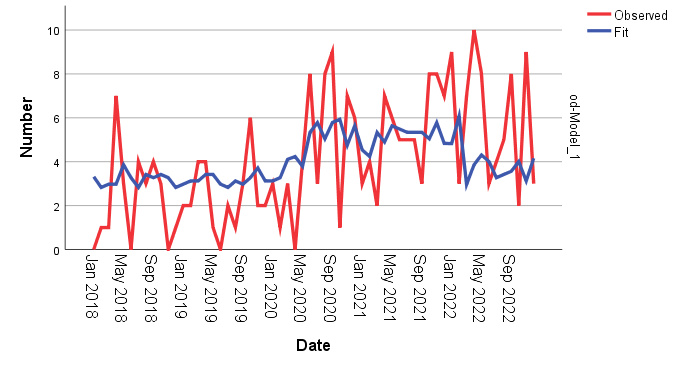 Observed
Fit
10
8
6
4
2
0
Number
od-Model_1
Jan 2018
May 2018
Sep 2018
Jan 2019
May 2019
Sep 2019
Jan 2020
May 2020
Sep 2020
Jan 2021
May 2021
Sep 2021
Jan 2022
May 2022
Sep 2022
Date